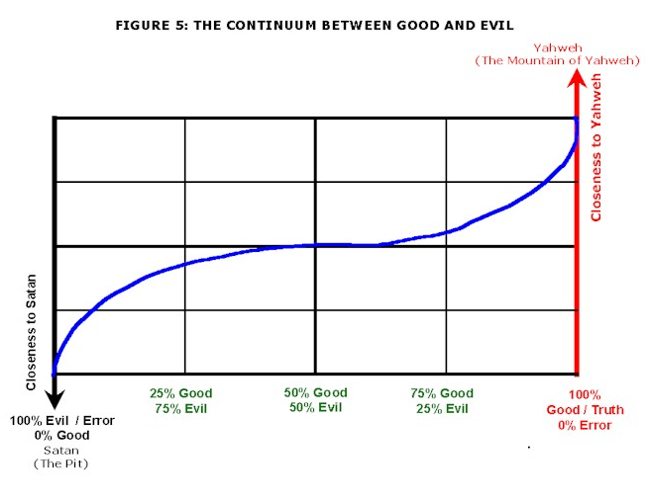 FIGURE 5: THE CONTINUUM BETWEEN GOOD AND EVIL
Yahweh
(The Mountain of Yahweh)
Closeness to Yahweh
Closeness to Satan
100% Evil / Error
0% Good
Satan
(The Pit)
25% Good
75% Evil
50% Good
50% Evil
75% Good
25% Evil
100%
Good / Truth
0% Error